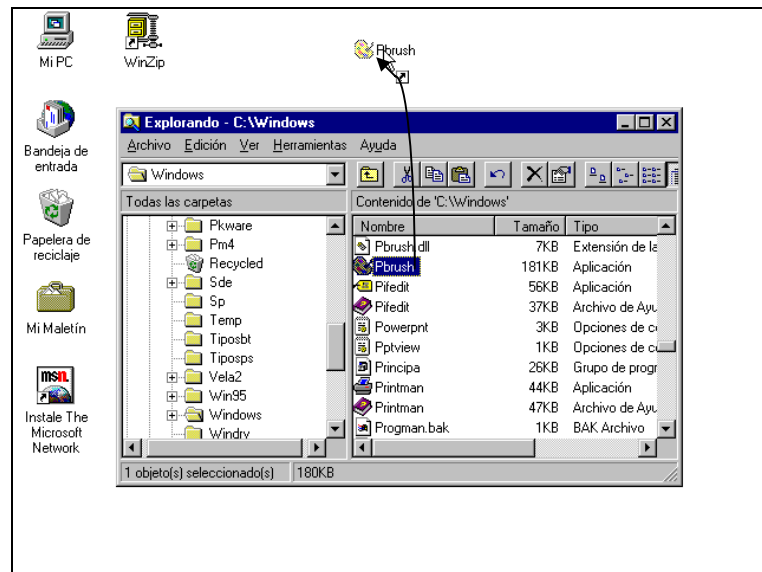 Mi PC
WinZip
Pbrush
Bandeja de
entrada
Papelera de
reciclaje
Mi Maletín
msn.
Instale The
Microsoft
Network
Explorando - C:\Windows
Archivo Edición Ver Herramientas Ayuda
Windows
Todas las carpetas
Contenido de 'C:\Windows'
Pkware
Pm4
Recycled
Sde
Sp
Temp
Tiposbt
Tiposps
Vela2
Win95
Windows
Windrv
Nombre Tamaño Tipo
Pbrush.dll 7KB Extensión de la
Pbrush 181KB Aplicación
Pifedit 56KB Aplicación
Pifedit 37KB Archivo de Ayu
Powerpnt 3KB Opciones de co
Pptview 1KB Opciones de co
Principa 26KB Grupo de progr
Printman 44KB Aplicación
Printman 47KB Archivo de Ayu
Progman.bak 1KB BAK Archivo
1 objeto(s) seleccionado(s) 180KB